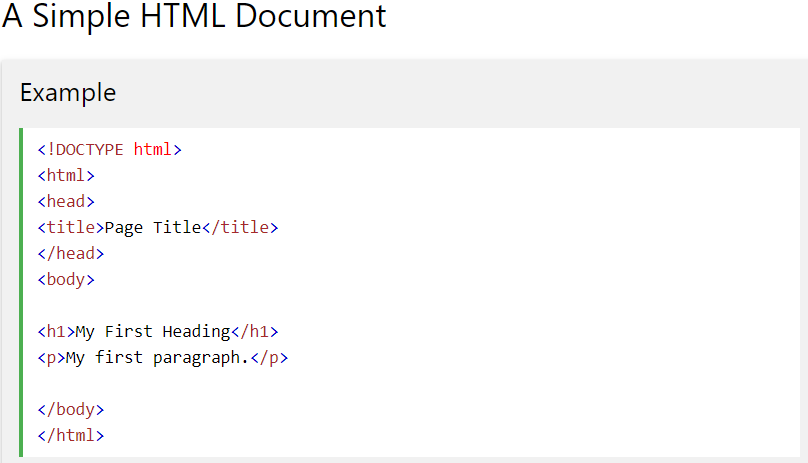 A Simple HTML Document
Example
<!DOCTYPE html>
<html>
<head>
<title>Page Title</title>
</head>
<body>
<h1>My First Heading</h1>
<p>My first paragraph.</p>
</body>
</html>